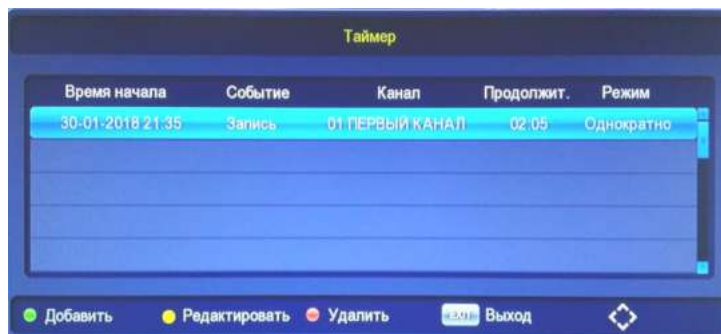 Таймер
Время начала Событие Канал Продолжит. Режим
30-01-2018 21:35 Запись 01 ПЕРВЫЙ КАНАЛ 02:05 Однократно
Добавить Редактировать Удалить EXIT Выход